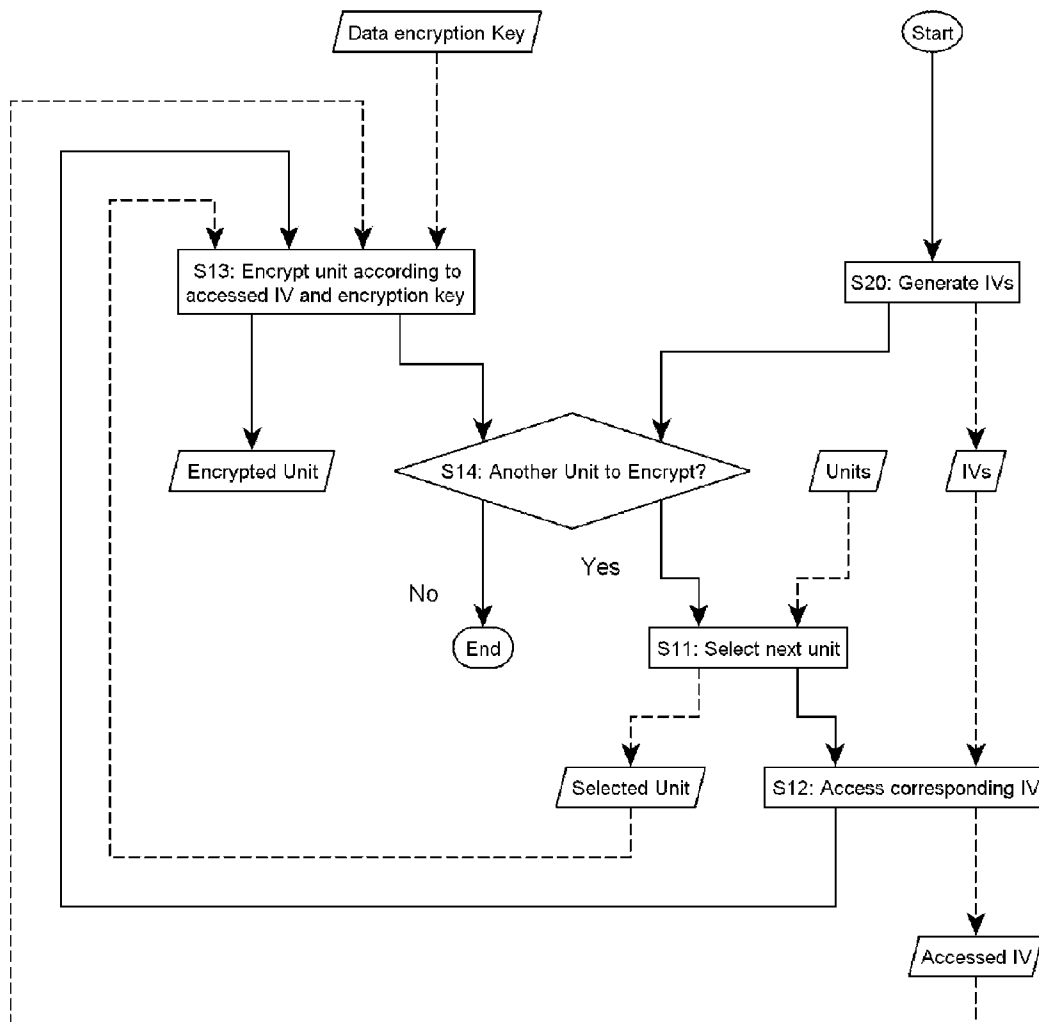 Data encryption Key
Start
S13: Encrypt unit according to
accessed IV and encryption key
S20: Generate IVs
Encrypted Unit
S14: Another Unit to Encrypt?
Units
IVs
No
Yes
End
S11: Select next unit
Selected Unit
S12: Access corresponding IV
Accessed IV